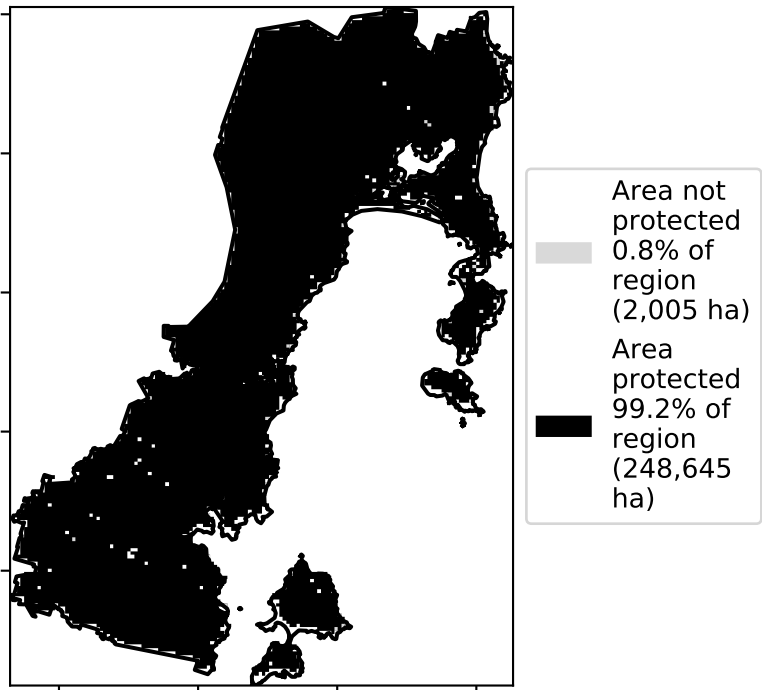 Area not
protected
0.8% of
region
(2,005 ha)
Area
protected
99.2% of
region
(248,645
ha)